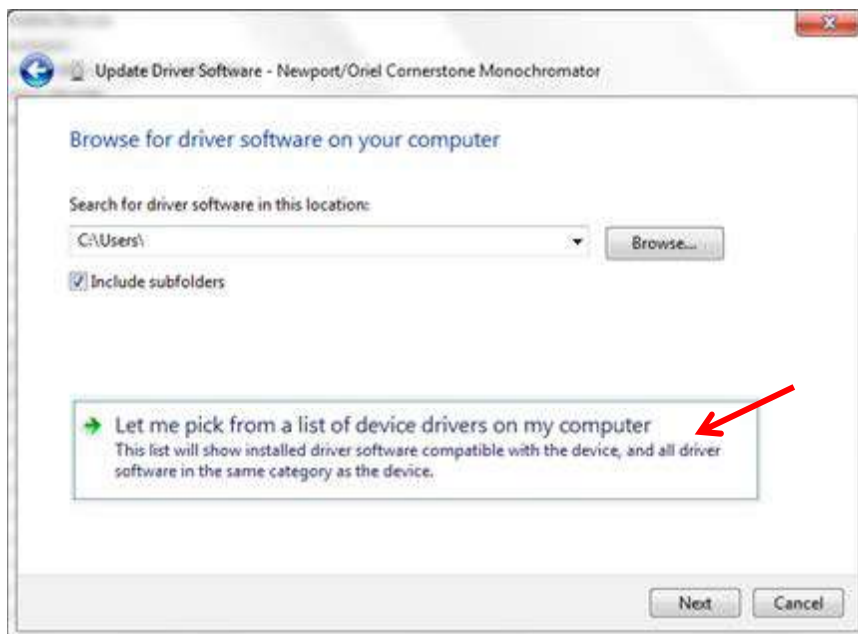 Update Driver Software - Newport/Oriel Cornerstone Monochromator
Browse for driver software on your computer
Search for driver software in this location:
C:\Users\
Browse...
Include subfolders
Let me pick from a list of device drivers on my computer
This list will show installed driver software compatible with the device, and all driver
software in the same category as the device.
Next
Cancel